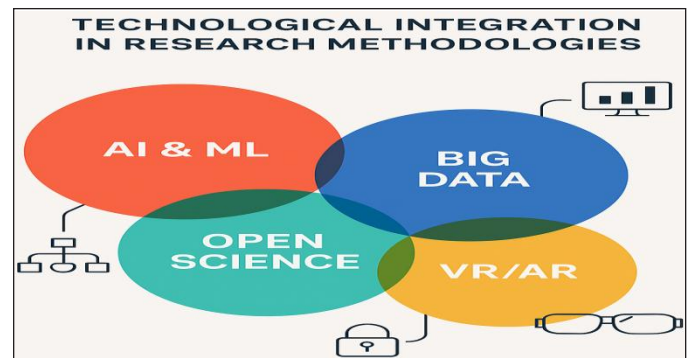 TECHNOLOGICAL INTEGRATION
IN RESEARCH METHODOLOGIES
AI & ML
BIG
DATA
OPEN
SCIENCE
VR/AR